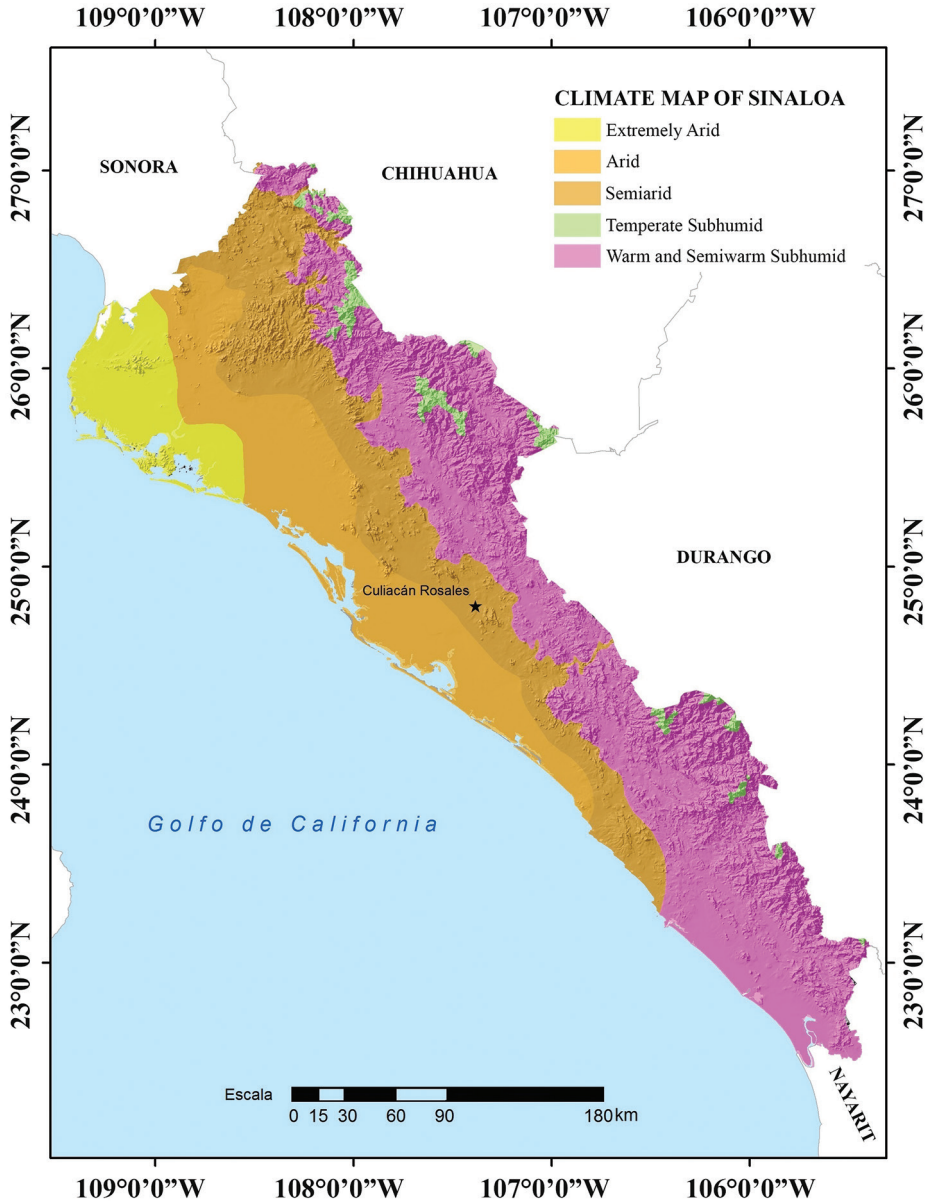 109°0’0”W 108°0’0”W 107°0’0”W 106°0’0”W
CLIMATE MAP OF SINALOA
Extremely Arid
Arid
Semiarid
Temperate Subhumid
Warm and Semiwarm Subhumid
SONORA
CHIHUAHUA
27°0’0”N
27°0’0”N
26°0’0”N
26°0’0”N
DURANGO
25°0’0”N
25°0’0”N
Culiacán Rosales
24°0’0”N
24°0’0”N
Golfo de California
23°0’0”N
23°0’0”N
NAYARIT
Escala
0 15 30 60 90 180 km
109°0’0”W 108°0’0”W 107°0’0”W 106°0’0”W